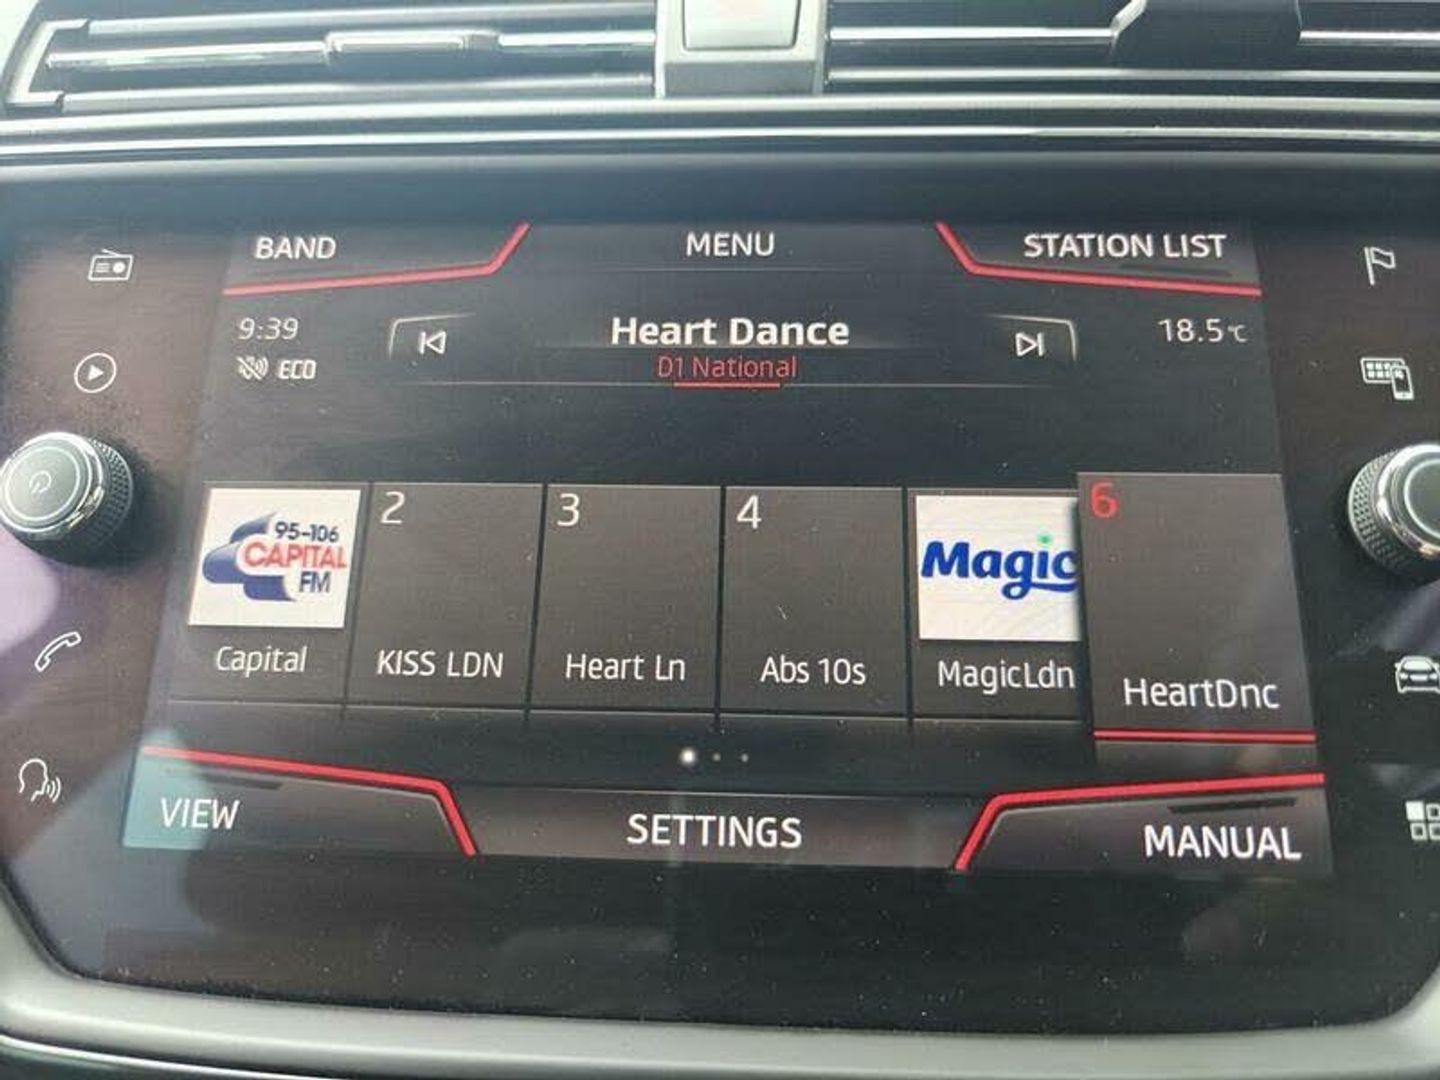 BAND
MENU
STATION LIST
9:39
Heart Dance
18.5°C
ECO
D1 National
95-106
CAPITAL
FM
Capital
2
KISS LDN
3
Heart Ln
4
Abs 10s
Magic
MagicLdn
6
HeartDnc
VIEW
SETTINGS
MANUAL